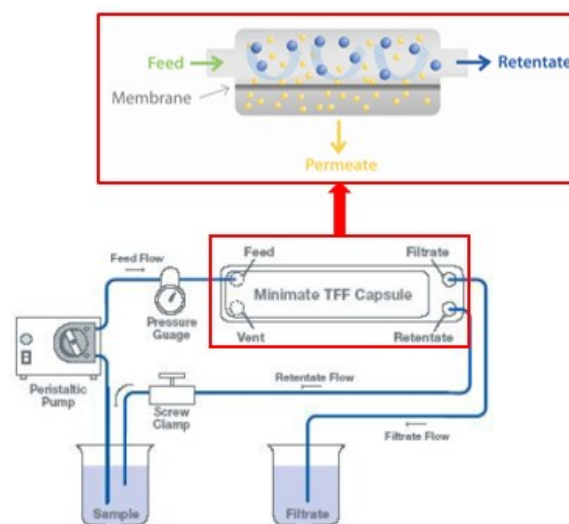 Feed
Retentate
Membrane
Permeate
Feed Flow
Feed
Filtrate
Minimate TFF Capsule
Pressure
Guage
Vent
Retentate
Peristaltic
Pump
Retentate Flow
Screw
Clamp
Filtrate Flow
Sample
Filtrate